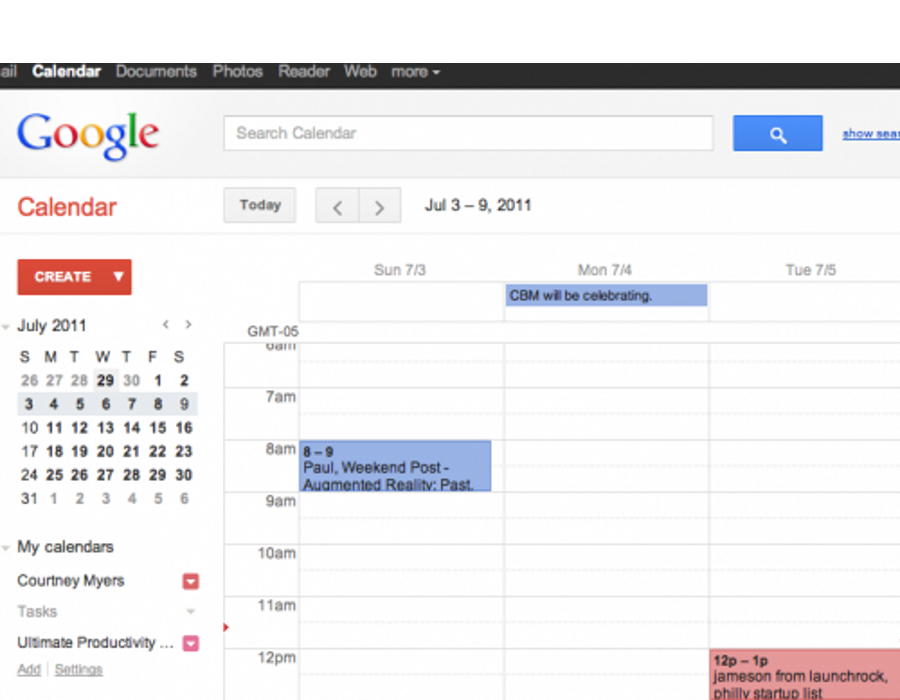 ail Calendar Documents Photos Reader Web more
Google
Search Calendar
show sear
Calendar
Today
Jul 3 – 9, 2011
CREATE
Sun 7/3 Mon 7/4 Tue 7/5
CBM will be celebrating.
GMT-05
July 2011
S M T W T F S
26 27 28 29 30 1 2
3 4 5 6 7 8 9
10 11 12 13 14 15 16
17 18 19 20 21 22 23
24 25 26 27 28 29 30
31 1 2 3 4 5 6
My calendars
Courtney Myers
Tasks
Ultimate Productivity ...
Add Settings
6am
7am
8am
8 – 9
Paul, Weekend Post -
Augmented Reality: Past,
9am
10am
11am
12pm
12p – 1p
jameson from launchrock,
philly startup list